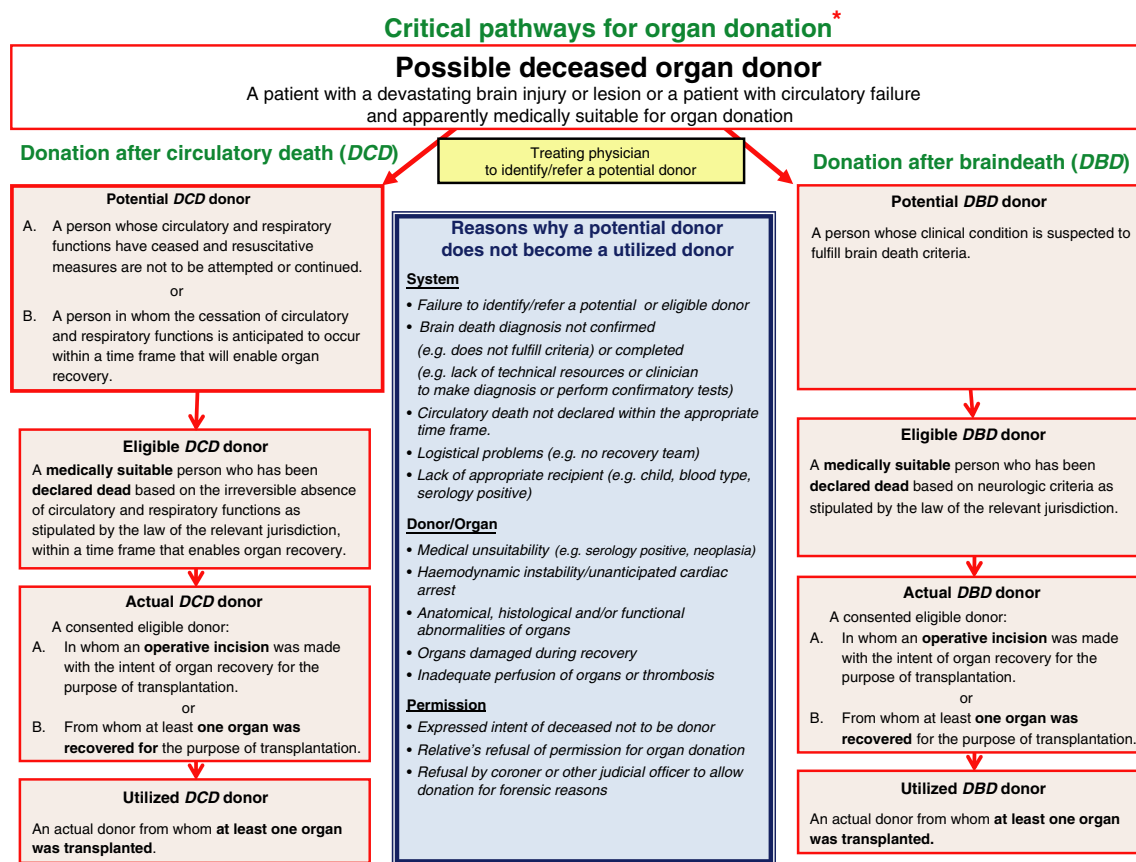 Critical pathways for organ donation*
Possible deceased organ donor
A patient with a devastating brain injury or lesion or a patient with circulatory failure
and apparently medically suitable for organ donation
Donation after circulatory death (DCD)
Treating physician
to identify/refer a potential donor
Donation after braindeath (DBD)
Potential DCD donor
A. A person whose circulatory and respiratory
functions have ceased and resuscitative
measures are not to be attempted or continued.
or
B. A person in whom the cessation of circulatory
and respiratory functions is anticipated to occur
within a time frame that will enable organ
recovery.
Eligible DCD donor
A medically suitable person who has been
declared dead based on the irreversible absence
of circulatory and respiratory functions as
stipulated by the law of the relevant jurisdiction,
within a time frame that enables organ recovery.
Actual DCD donor
A consented eligible donor:
A. In whom an operative incision was made
with the intent of organ recovery for the
purpose of transplantation.
or
B. From whom at least one organ was
recovered for the purpose of transplantation.
Utilized DCD donor
An actual donor from whom at least one organ
was transplanted.
Reasons why a potential donor
does not become a utilized donor
System
• Failure to identify/refer a potential or eligible donor
• Brain death diagnosis not confirmed
(e.g. does not fulfill criteria) or completed
(e.g. lack of technical resources or clinician
to make diagnosis or perform confirmatory tests)
• Circulatory death not declared within the appropriate
time frame.
• Logistical problems (e.g. no recovery team)
• Lack of appropriate recipient (e.g. child, blood type,
serology positive)
Donor/Organ
• Medical unsuitability (e.g. serology positive, neoplasia)
• Haemodynamic instability/unanticipated cardiac
arrest
• Anatomical, histological and/or functional
abnormalities of organs
• Organs damaged during recovery
• Inadequate perfusion of organs or thrombosis
Permission
• Expressed intent of deceased not to be donor
• Relative's refusal of permission for organ donation
• Refusal by coroner or other judicial officer to allow
donation for forensic reasons
Potential DBD donor
A person whose clinical condition is suspected to
fulfill brain death criteria.
Eligible DBD donor
A medically suitable person who has been
declared dead based on neurologic criteria as
stipulated by the law of the relevant jurisdiction.
Actual DBD donor
A consented eligible donor:
A. In whom an operative incision was made
with the intent of organ recovery for the
purpose of transplantation.
or
B. From whom at least one organ was
recovered for the purpose of transplantation.
Utilized DBD donor
An actual donor from whom at least one organ
was transplanted.